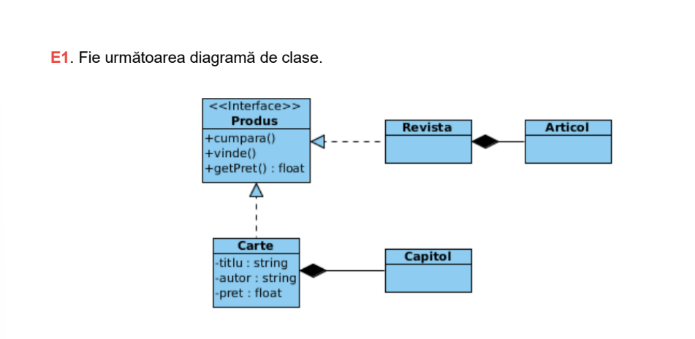 E1. Fie următoarea diagramă de clase.
<<Interface>>
Produs
+cumpara()
+vinde()
+getPret() : float
Revista
Articol
Carte
-titlu : string
-autor : string
-pret : float
Capitol